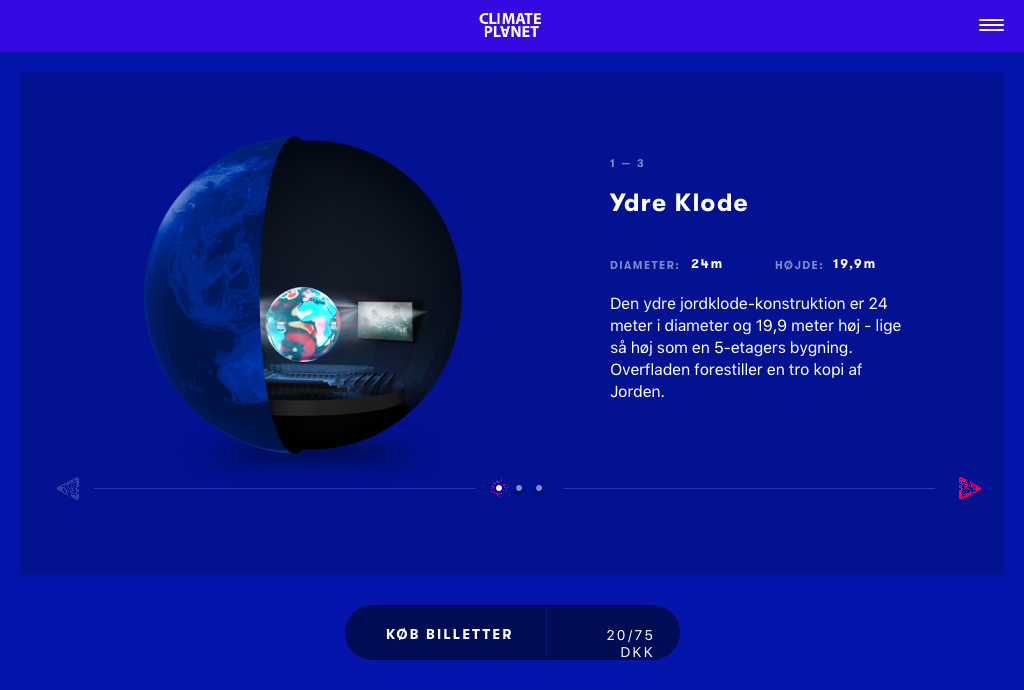 CLIMATE
PLANET
1 — 3
Ydre Klode
DIAMETER: 24m HØJDE: 19,9m
Den ydre jordklode-konstruktion er 24
meter i diameter og 19,9 meter høj - lige
så høj som en 5-etagers bygning.
Overfladen forestiller en tro kopi af
Jorden.
KØB BILLETTER
20/75
DKK